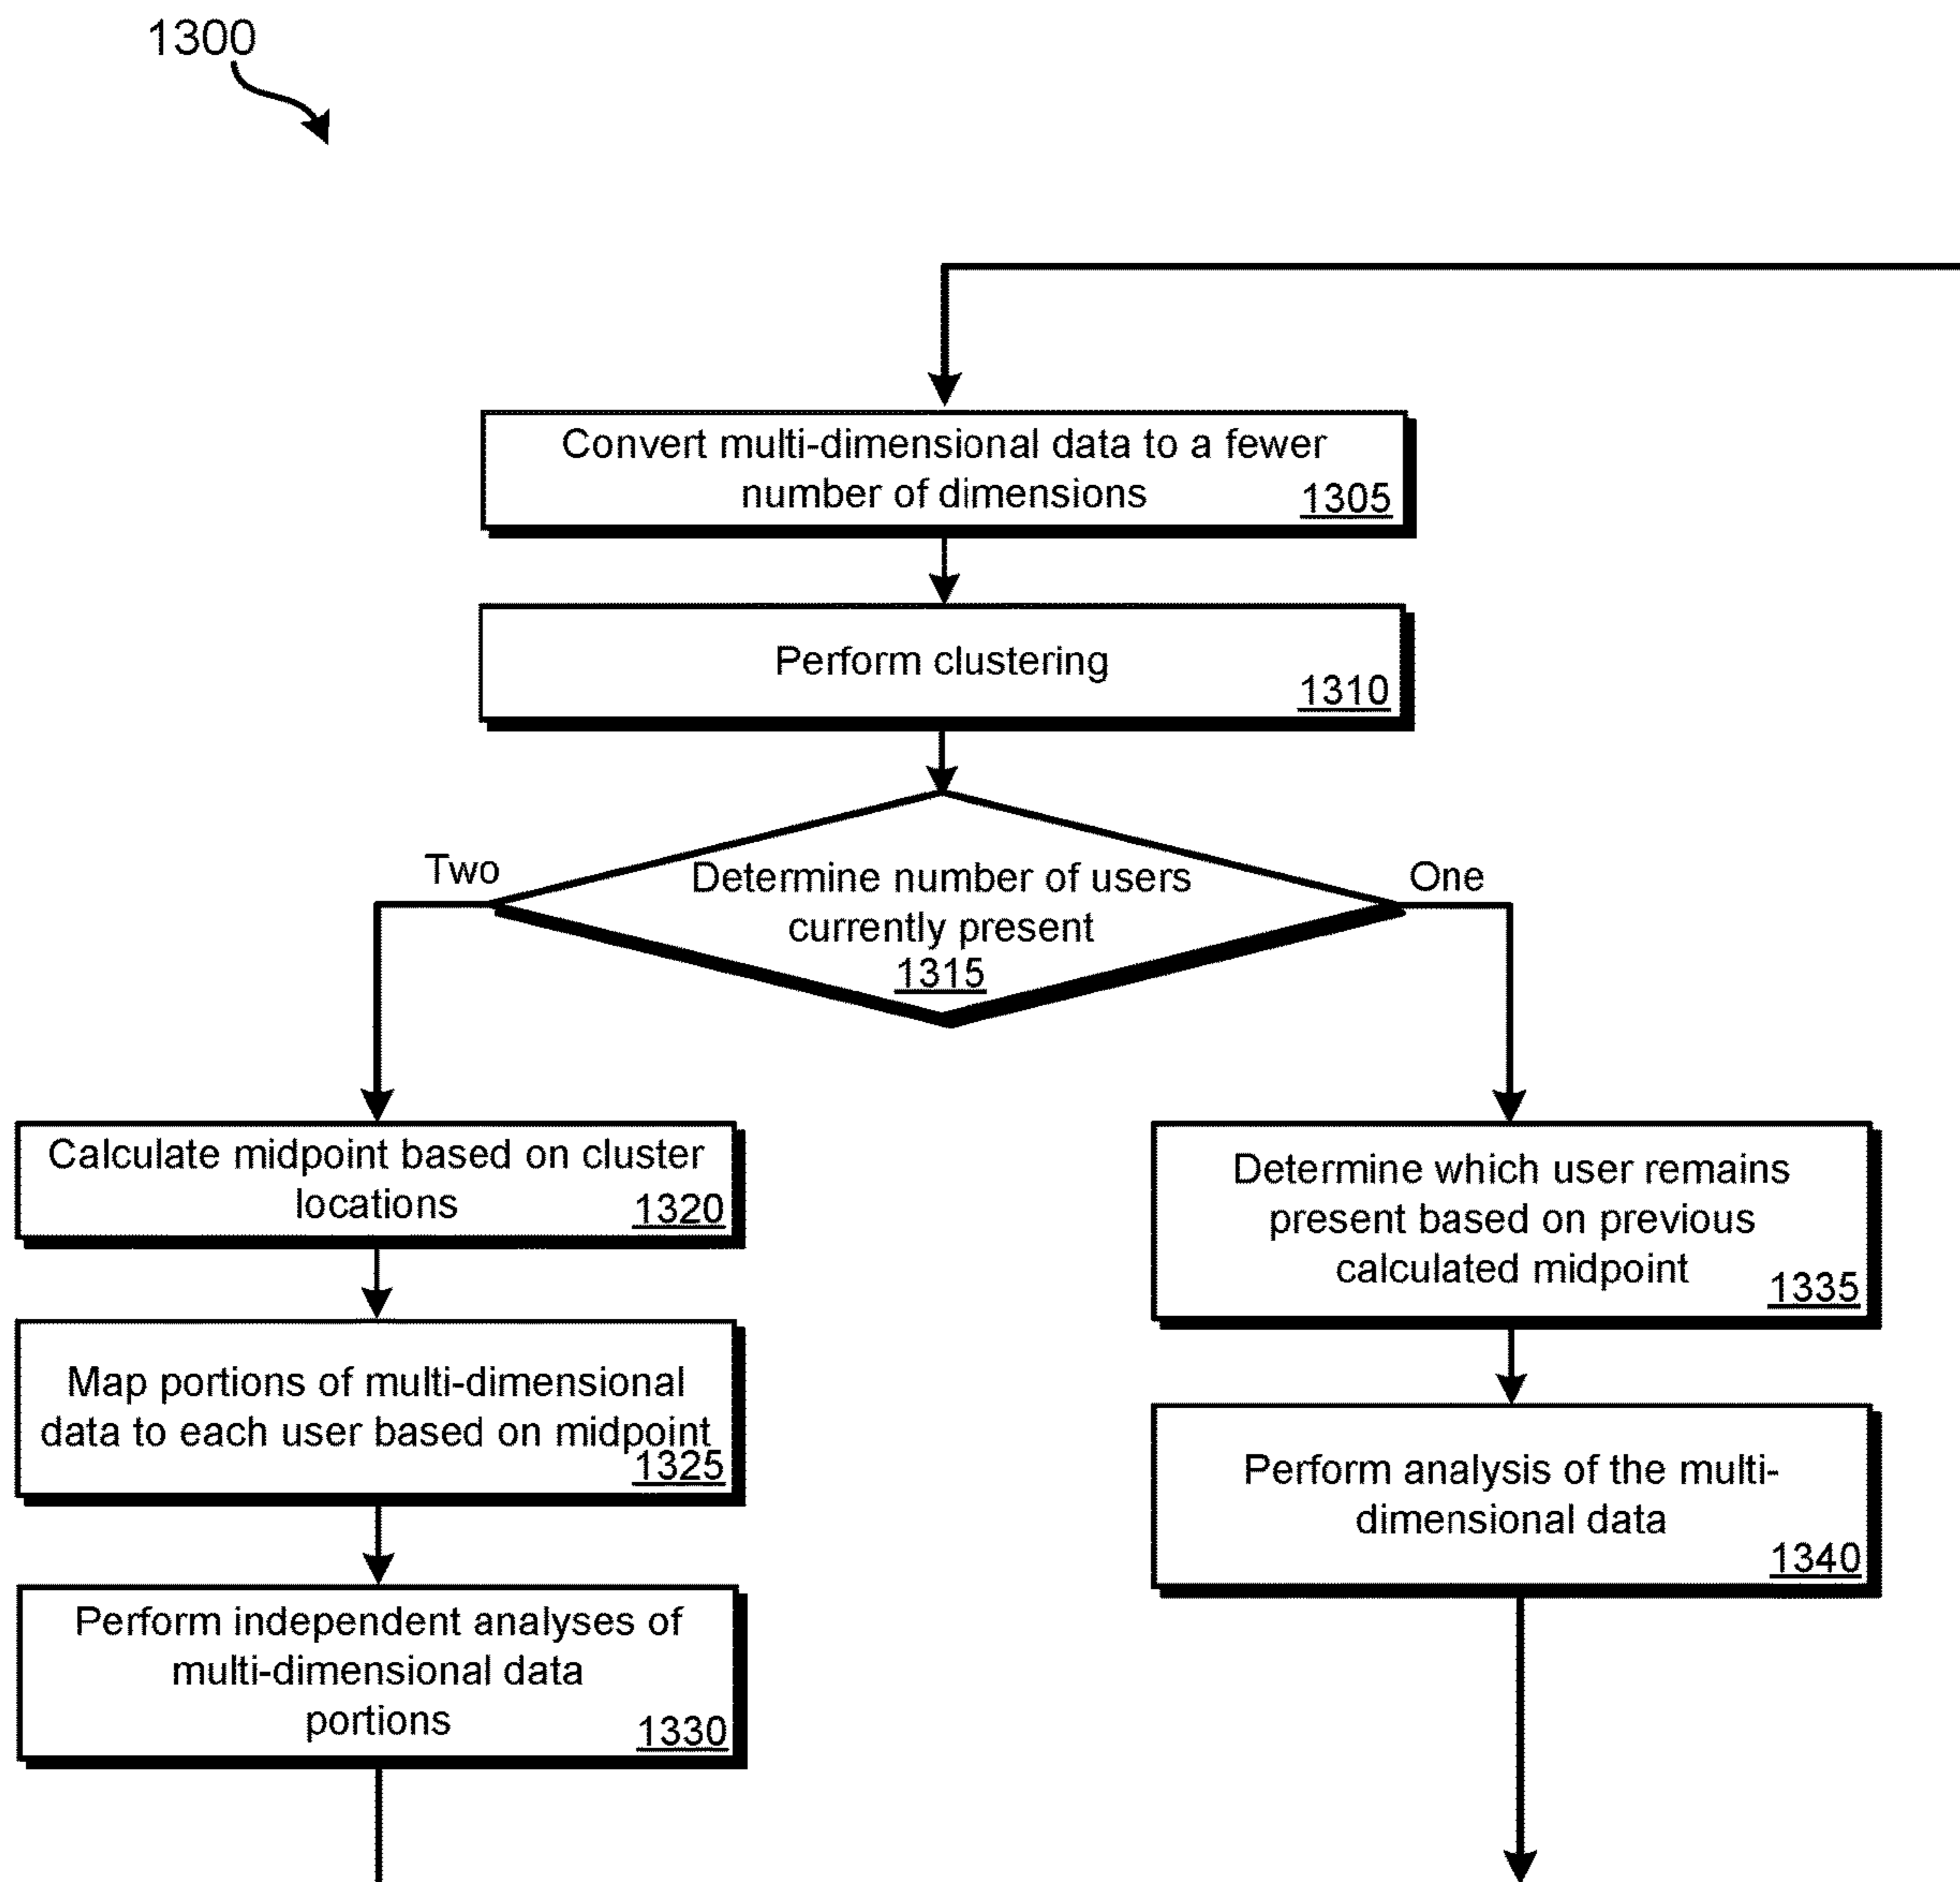 1300
Convert multi-dimensional data to a fewer
number of dimensions
1305
Perform clustering
1310
Two
Determine number of users
currently present
1315
One
Calculate midpoint based on cluster
locations
1320
Map portions of multi-dimensional
data to each user based on midpoint
1325
Perform independent analyses of
multi-dimensional data
portions
1330
Determine which user remains
present based on previous
calculated midpoint
1335
Perform analysis of the multi-
dimensional data
1340